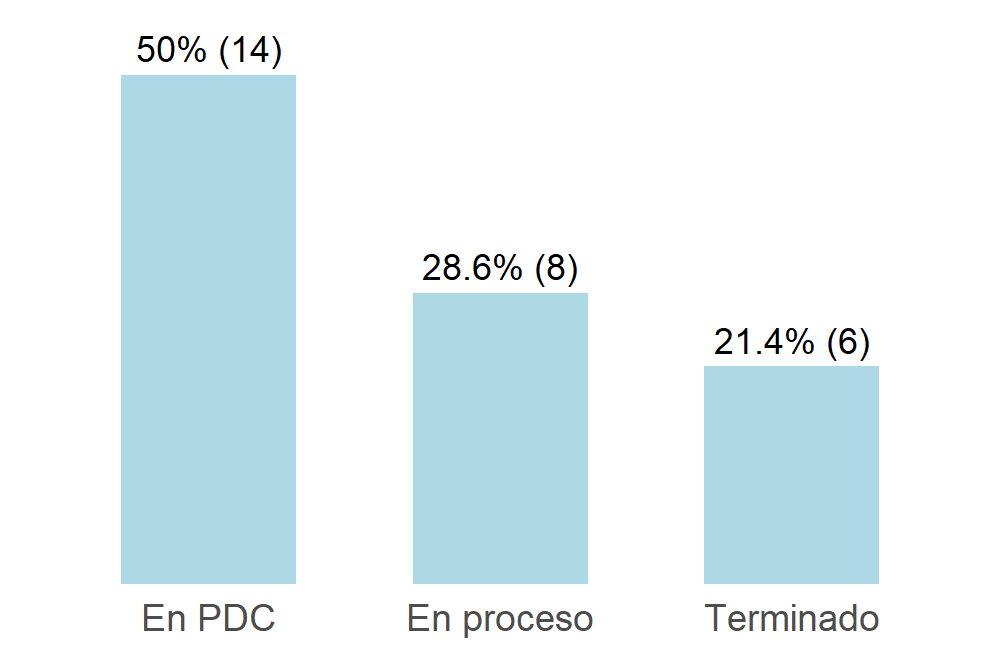 50% (14)
28.6% (8)
21.4% (6)
En PDC
En proceso
Terminado